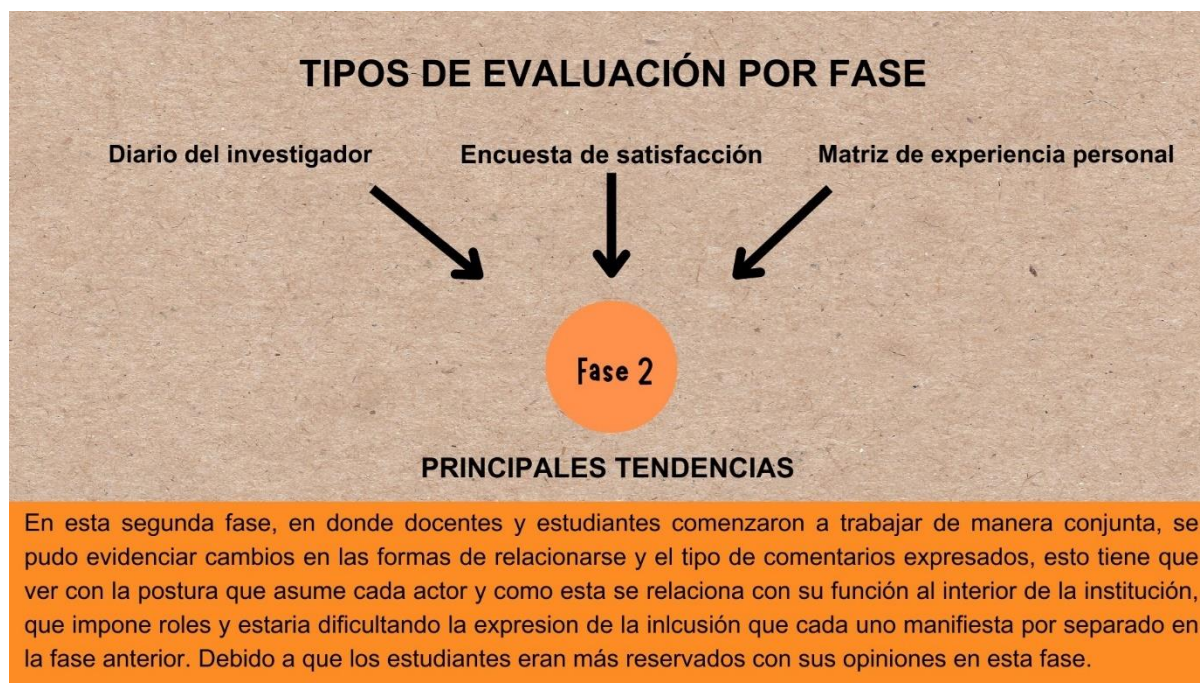 TIPOS DE EVALUACIÓN POR FASE
Diario del investigador
Encuesta de satisfacción
Matriz de experiencia personal
Fase 2
PRINCIPALES TENDENCIAS
En esta segunda fase, en donde docentes y estudiantes comenzaron a trabajar de manera conjunta, se
pudo evidenciar cambios en las formas de relacionarse y el tipo de comentarios expresados, esto tiene que
ver con la postura que asume cada actor y como esta se relaciona con su función al interior de la institución,
que impone roles y estaria dificultando la expresion de la inlcusión que cada uno manifiesta por separado en
la fase anterior. Debido a que los estudiantes eran más reservados con sus opiniones en esta fase.